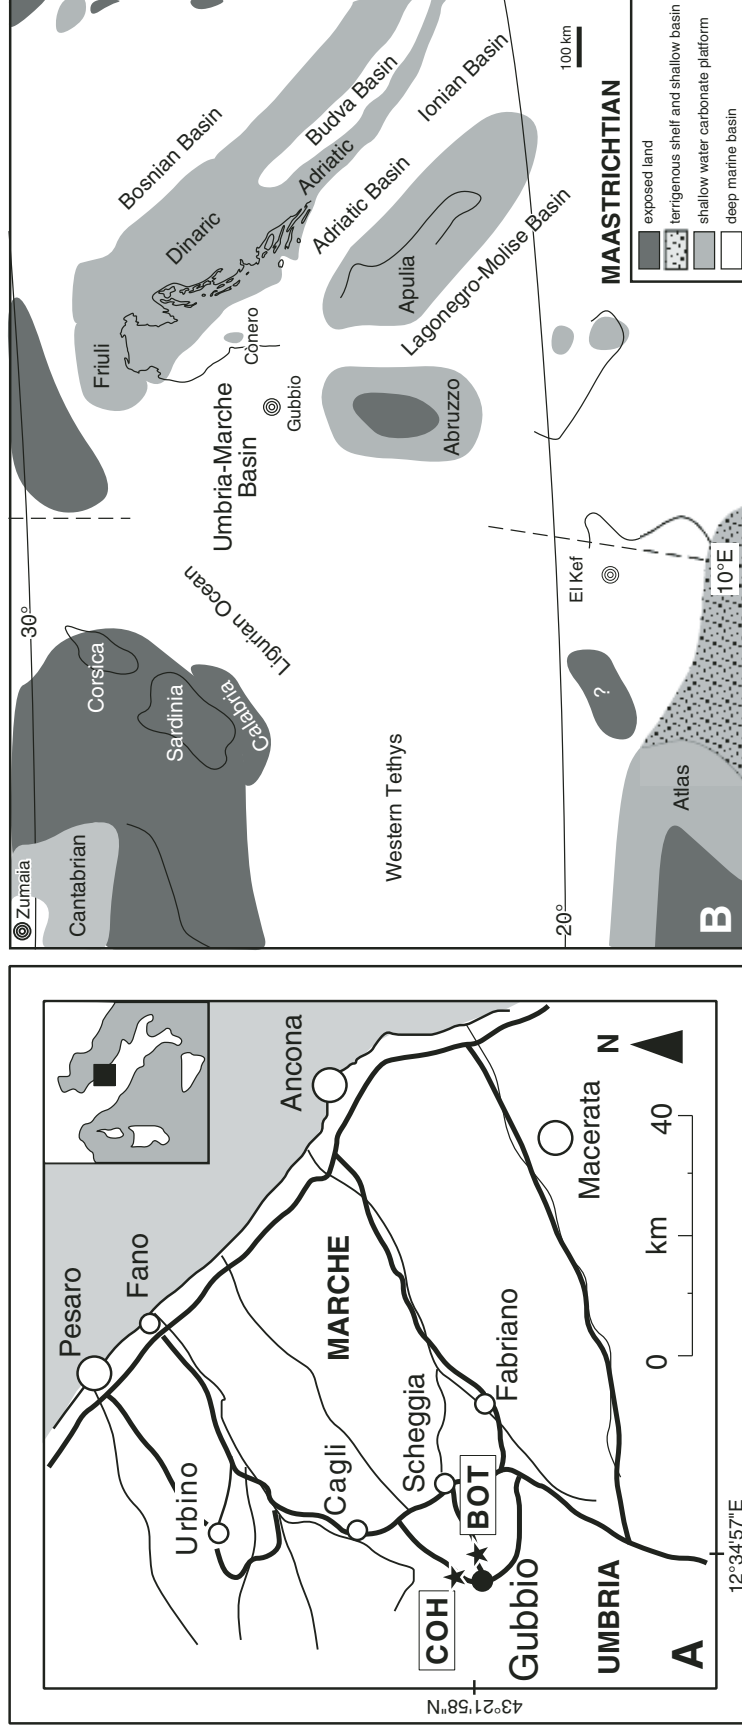 Pesaro
Fano
Ancona
Urbino
MARCHE
Cagli
Scheggia
Fabriano
Macerata
COH
BOT
Gubbio
UMBRIA
N
0
km
40
A
43°21'58"N
12°34'57"E
Zumaia
30°
Cantabrian
Corsica
Sardinia
Calabria
Ligurian Ocean
Umbria-Marche
Basin
Gubbio
Conero
Friuli
Dinaric
Bosnian Basin
Budva Basin
Adriatic
Adriatic Basin
Ionian Basin
Apulia
Lagonegro-Molise Basin
Abruzzo
Western Tethys
20°
El Kef
?
Atlas
10°E
B
100 km
MAASTRICHTIAN
exposed land
terrigenous shelf and shallow basin
shallow water carbonate platform
deep marine basin